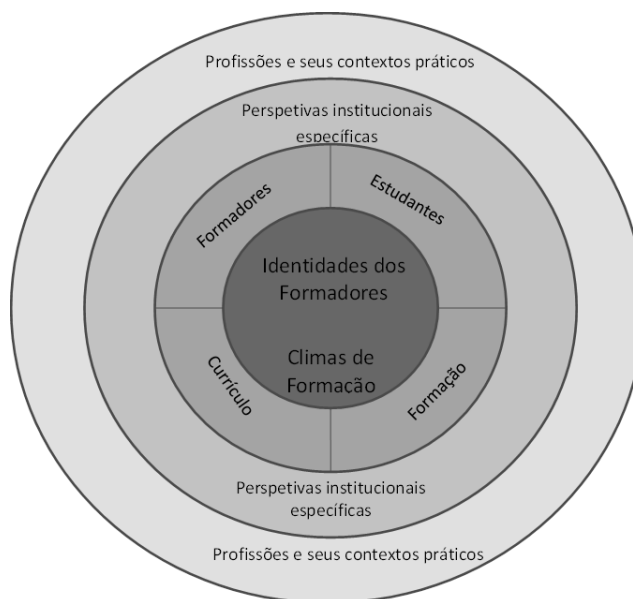 Profissões e seus contextos práticos
Perspetivas institucionais
específicas
Formadores
Estudantes
Identidades dos
Formadores
Climas de
Formação
Currículo
Formação
Perspetivas institucionais
específicas
Profissões e seus contextos práticos